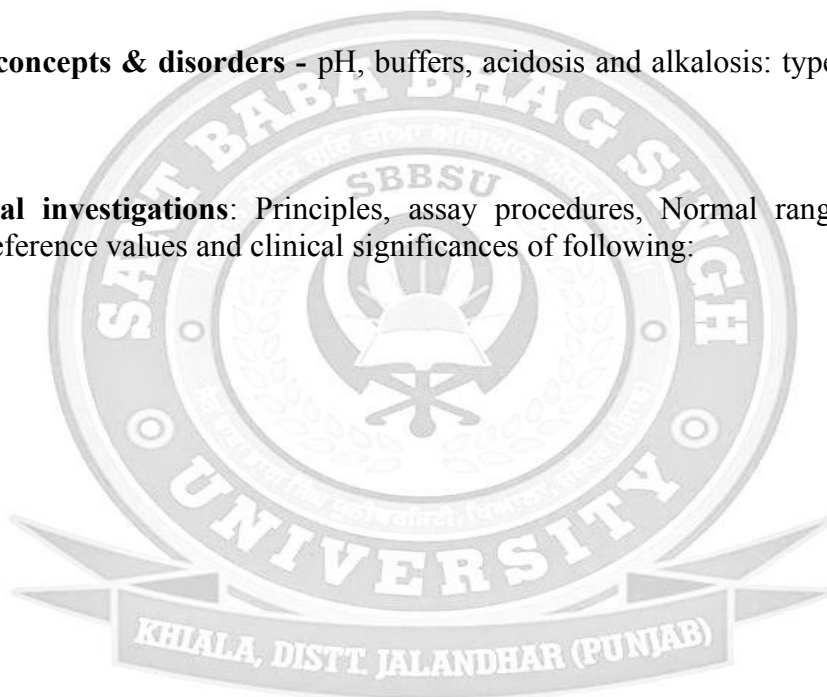 concepts & disorders - pH, buffers, acidosis and alkalosis: type
al investigations: Principles, assay procedures, Normal rang
eference values and clinical significances of following:
SANT BABA BHAG SINGH
SBBSU
UNIVERSITY
KHIALA, DISTT. JALANDHAR (PUNJAB)